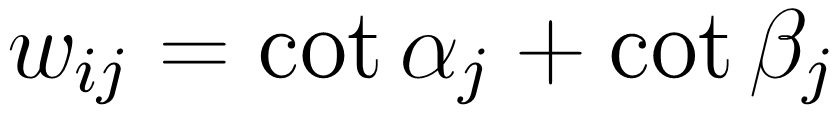 w_{ij} = \cot \alpha_j + \cot \beta_j